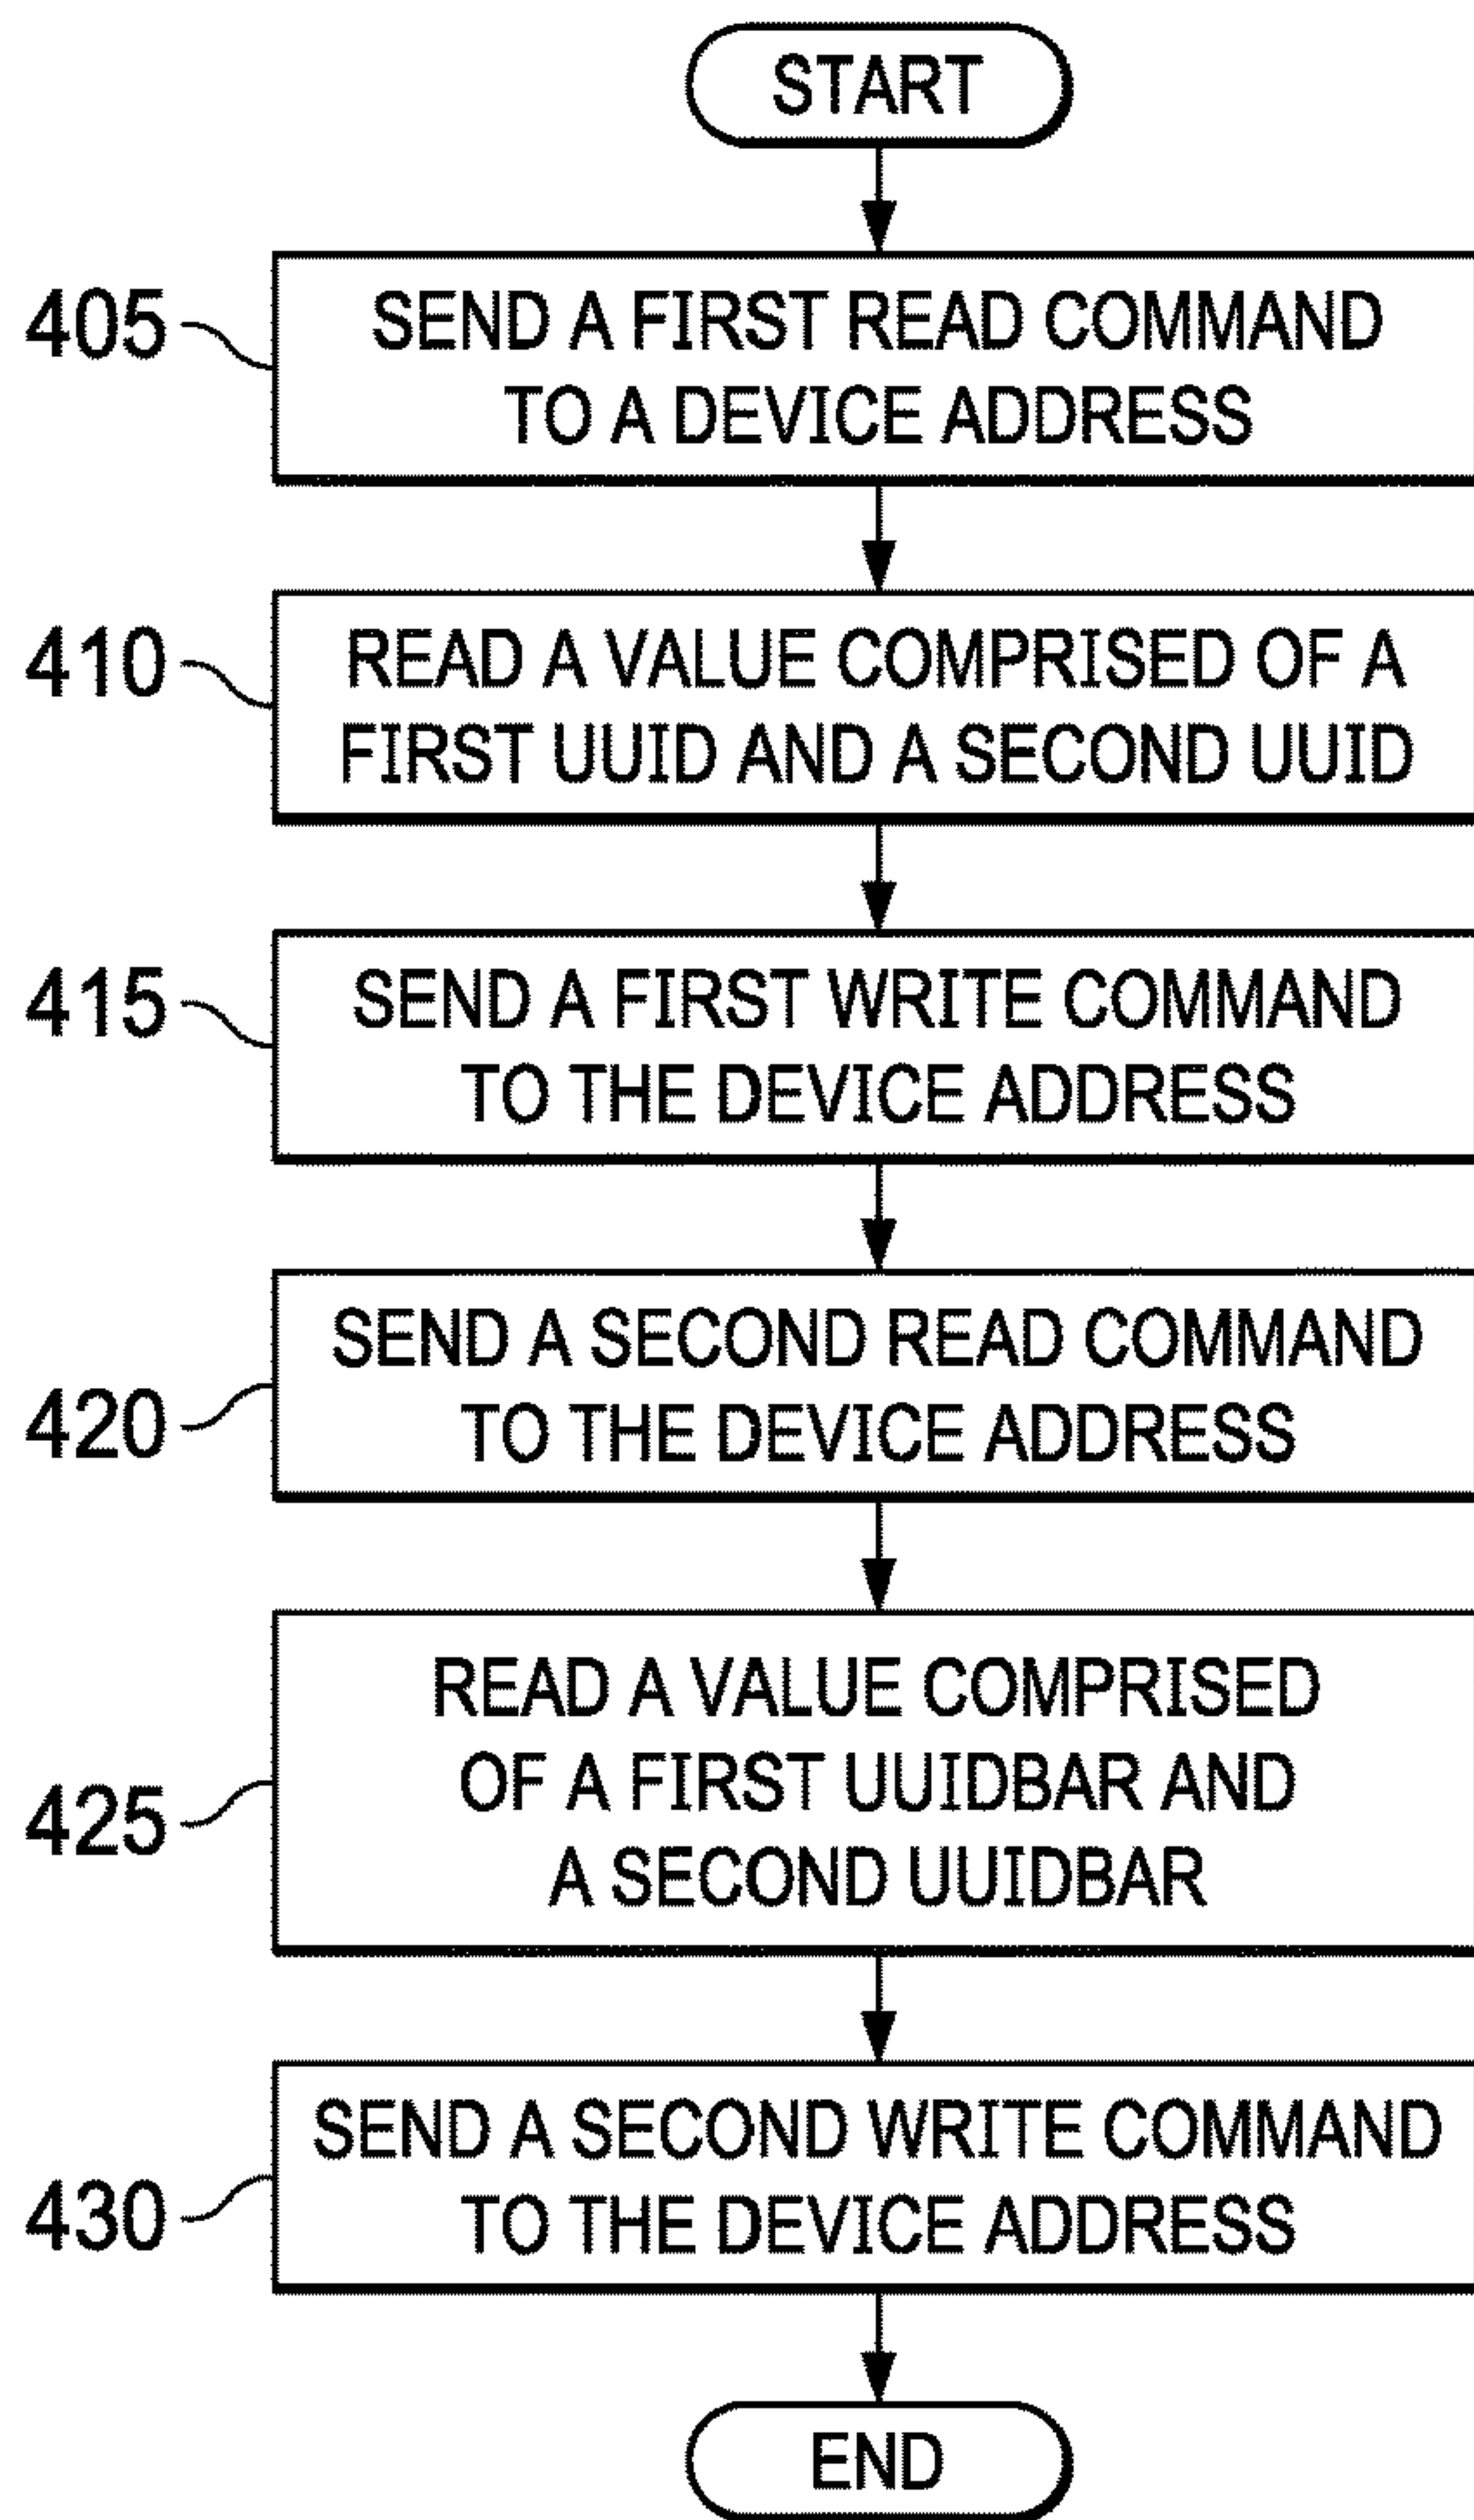 START
405
SEND A FIRST READ COMMAND
TO A DEVICE ADDRESS
410
READ A VALUE COMPRISED OF A
FIRST UUID AND A SECOND UUID
415
SEND A FIRST WRITE COMMAND
TO THE DEVICE ADDRESS
420
SEND A SECOND READ COMMAND
TO THE DEVICE ADDRESS
425
READ A VALUE COMPRISED
OF A FIRST UUIDBAR AND
A SECOND UUIDBAR
430
SEND A SECOND WRITE COMMAND
TO THE DEVICE ADDRESS
END